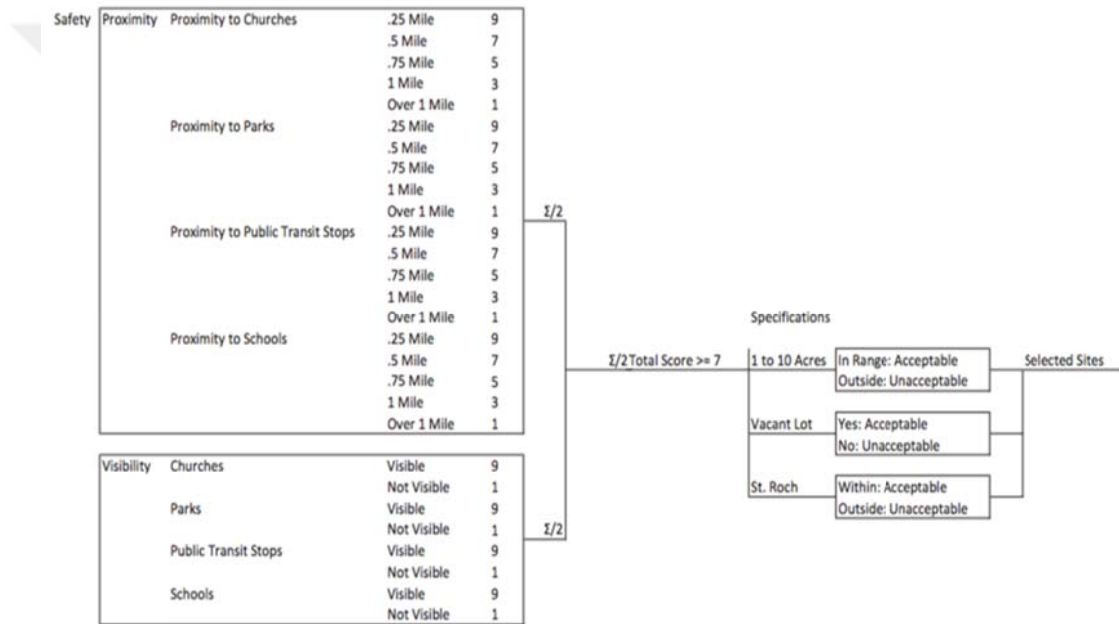 Safety Proximity Proximity to Churches .25 Mile 9
.5 Mile 7
.75 Mile 5
1 Mile 3
Over 1 Mile 1
Proximity to Parks .25 Mile 9
.5 Mile 7
.75 Mile 5
1 Mile 3
Over 1 Mile 1
Σ/2
Proximity to Public Transit Stops .25 Mile 9
.5 Mile 7
.75 Mile 5
1 Mile 3
Over 1 Mile 1
Proximity to Schools .25 Mile 9
.5 Mile 7
.75 Mile 5
1 Mile 3
Over 1 Mile 1
Visibility Churches Visible 9
Not Visible 1
Parks Visible 9
Not Visible 1
Σ/2
Public Transit Stops Visible 9
Not Visible 1
Schools Visible 9
Not Visible 1
Σ/2 Total Score >= 7
Specifications
1 to 10 Acres In Range: Acceptable
Outside: Unacceptable
Vacant Lot Yes: Acceptable
No: Unacceptable
St. Roch Within: Acceptable
Outside: Unacceptable
Selected Sites